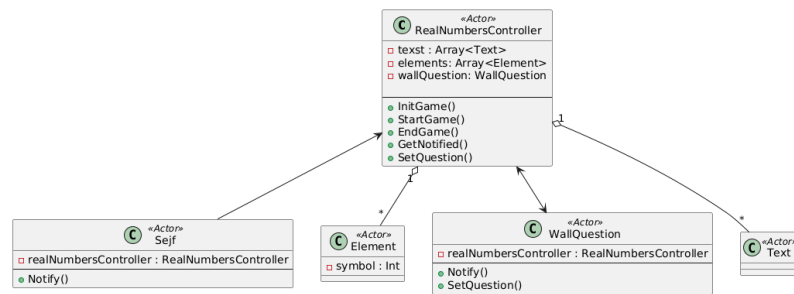 C «Actor»
RealNumbersController
texst : Array<Text>
elements: Array<Element>
wallQuestion: WallQuestion
InitGame()
StartGame()
EndGame()
GetNotified()
SetQuestion()
1
1
*
*
C «Actor»
Sejf
realNumbersController : RealNumbersController
Notify()
C «Actor»
Element
symbol : Int
C «Actor»
WallQuestion
realNumbersController : RealNumbersController
Notify()
SetQuestion()
C «Actor»
Text